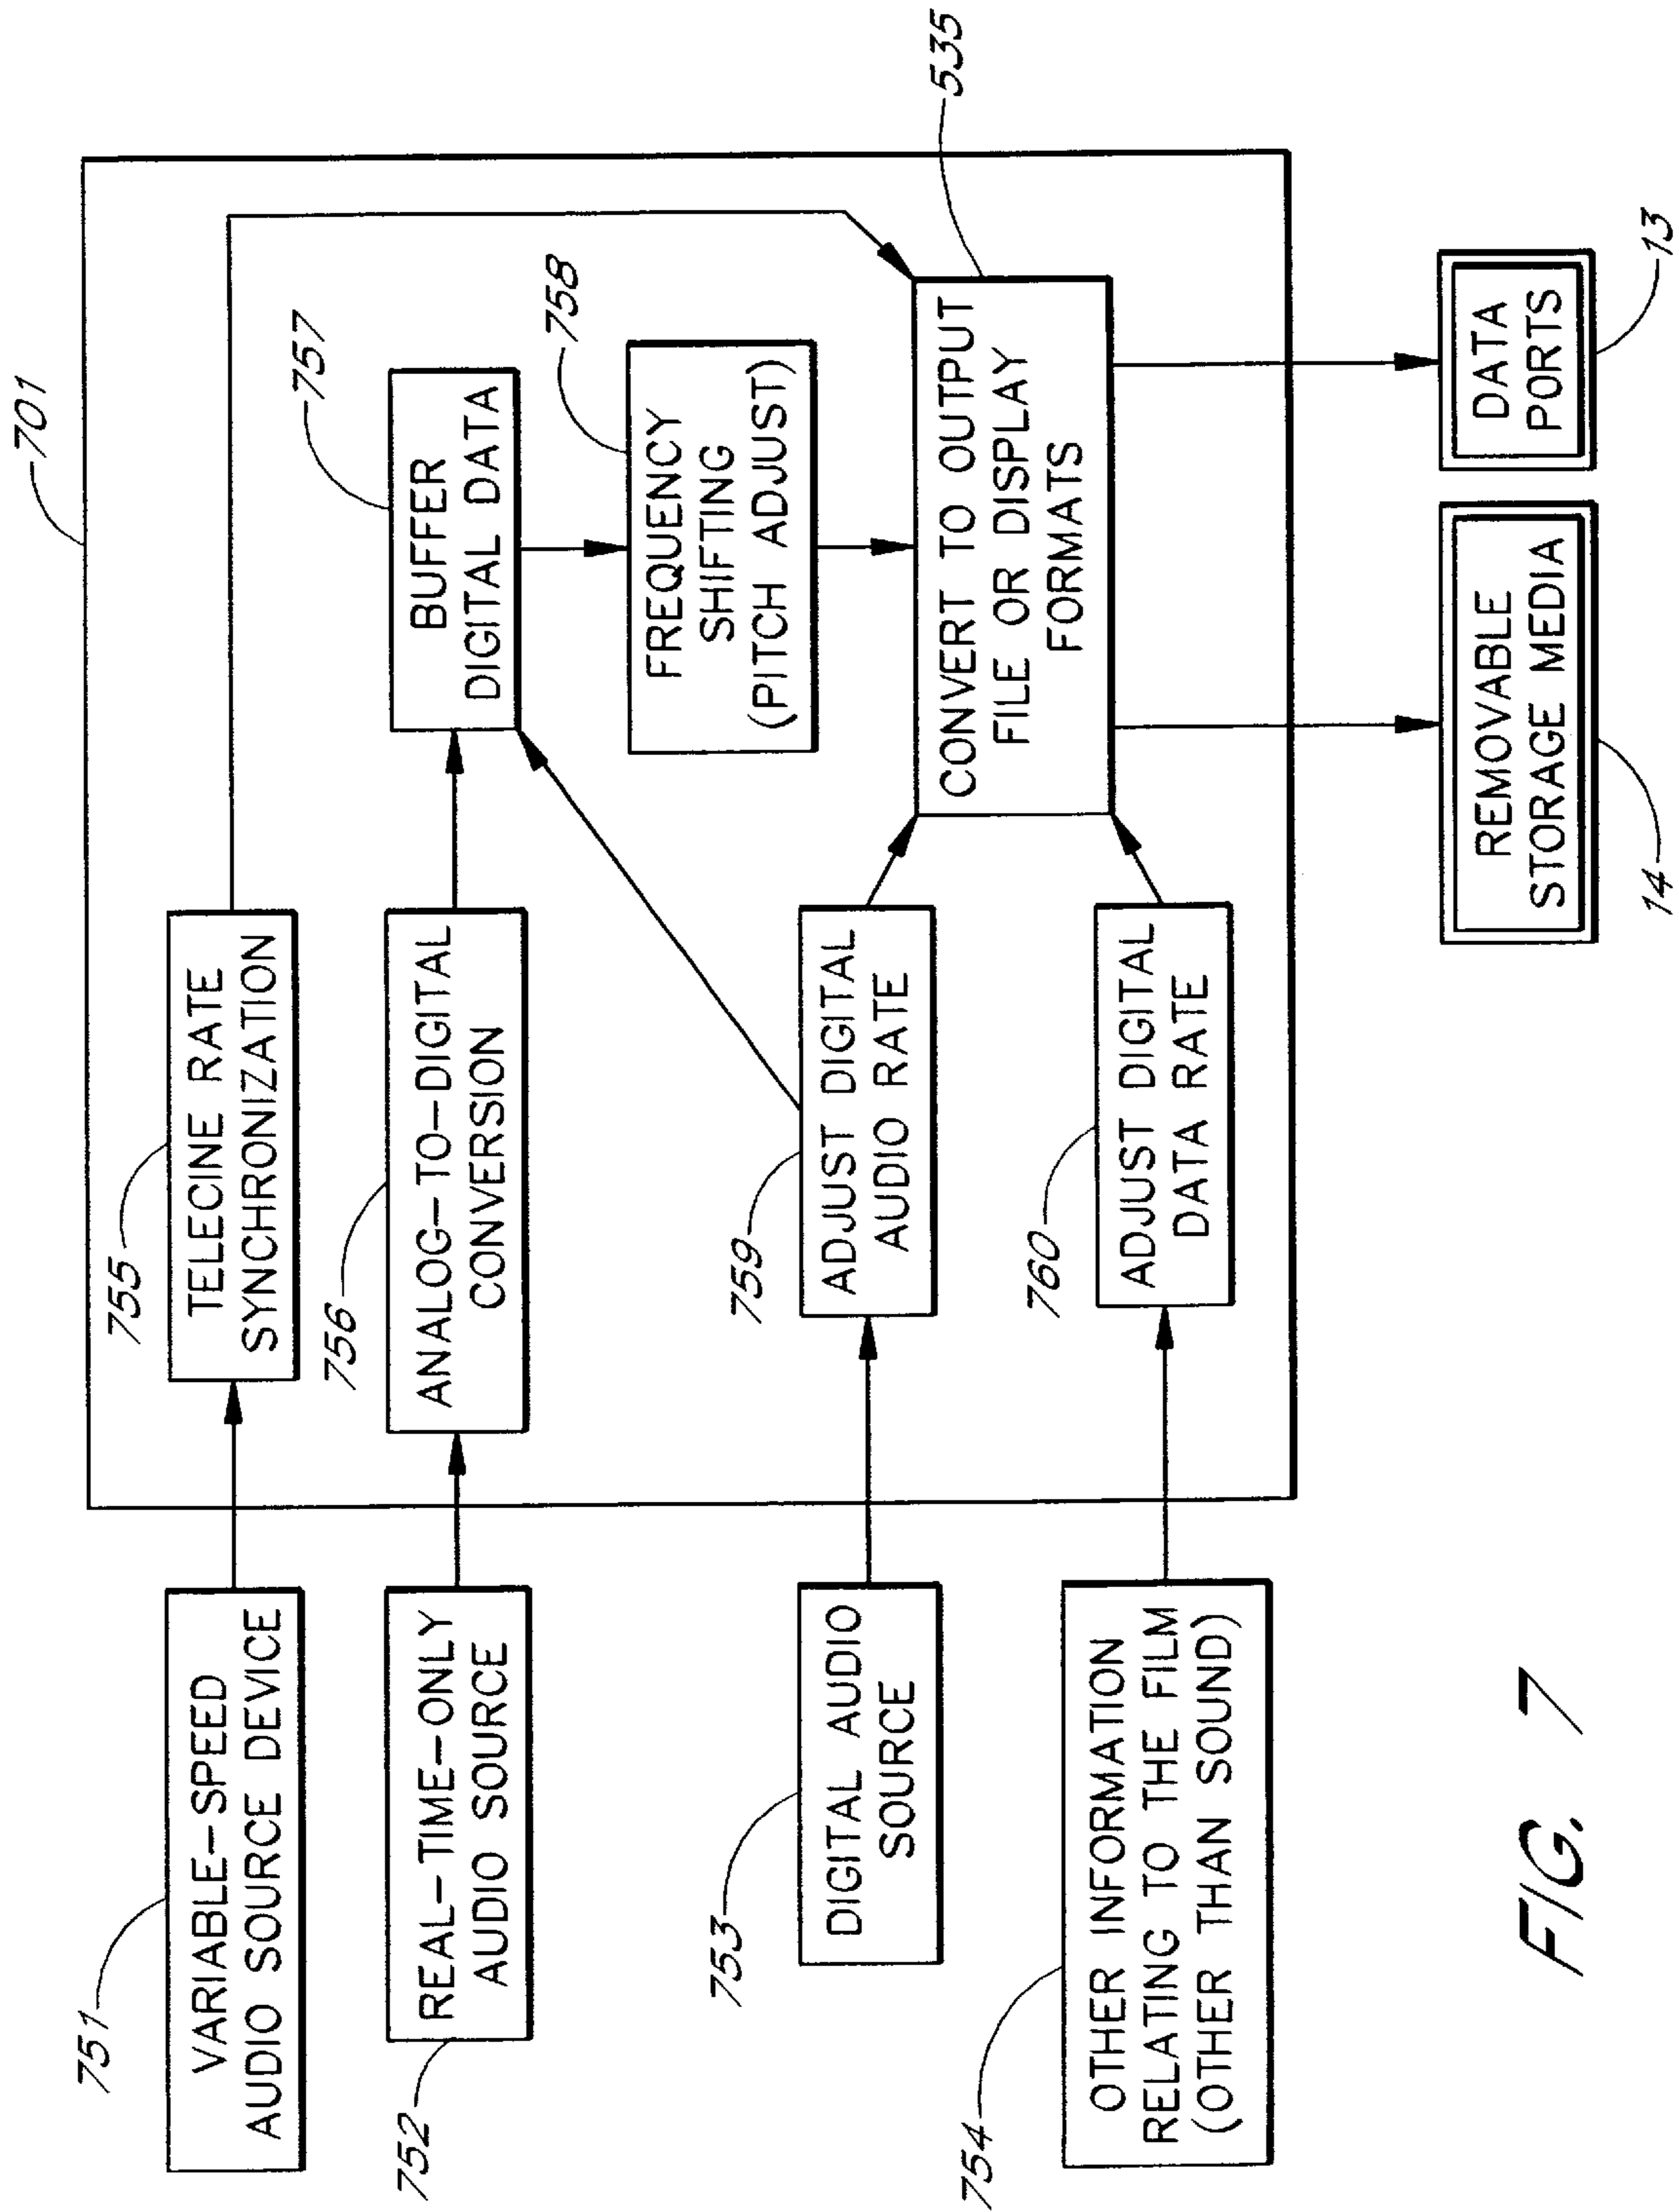 701
751
VARIABLE-SPEED
AUDIO SOURCE DEVICE
755
TELECINE RATE
SYNCHRONIZATION
752
REAL-TIME-ONLY
AUDIO SOURCE
756
ANALOG-TO-DIGITAL
CONVERSION
757
BUFFER
DIGITAL DATA
758
FREQUENCY
SHIFTING
(PITCH ADJUST)
753
DIGITAL AUDIO
SOURCE
759
ADJUST DIGITAL
AUDIO RATE
535
CONVERT TO OUTPUT
FILE OR DISPLAY
FORMATS
754
OTHER INFORMATION
RELATING TO THE FILM
(OTHER THAN SOUND)
760
ADJUST DIGITAL
DATA RATE
REMOVABLE
STORAGE MEDIA
14
DATA
PORTS
13
FIG. 7